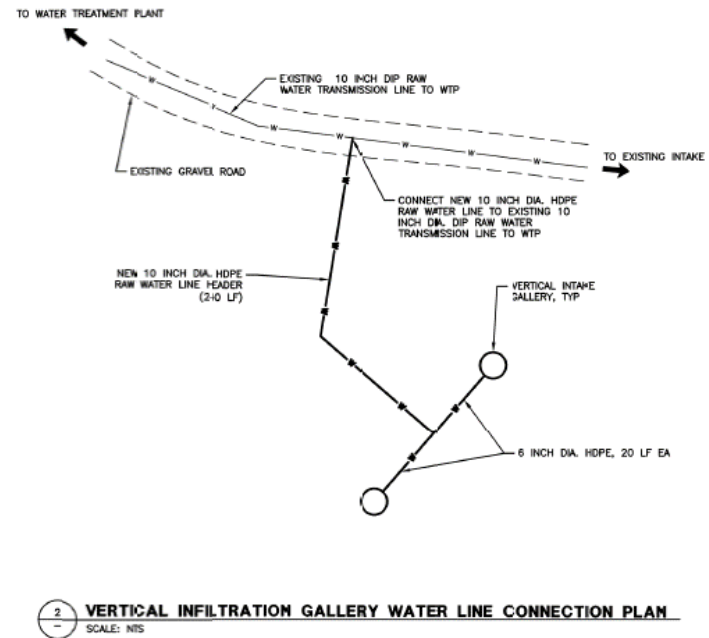 TO WATER TREATMENT PLANT
EXISTING 10 INCH DIP RAW
WATER TRANSMISSION LINE TO WTP
W
Y
W
W
W
W
W
TO EXISTING INTAKE
EXISTING GRAVEL ROAD
CONNECT NEW 10 INCH DIA. HDPE
RAW WATER LINE TO EXISTING 10
INCH DIA. DIP RAW WATER
TRANSMISSION LINE TO WTP
NEW 10 INCH DIA. HDPE
RAW WATER LINE HEADER
LF)
VERTICAL INTAKE
GALLERY, TYP
6 INCH DIA. HDPE, 20 LF EA
2
-
VERTICAL INFILTRATION GALLERY WATER LINE CONNECTION PLAN
SCALE: NTS